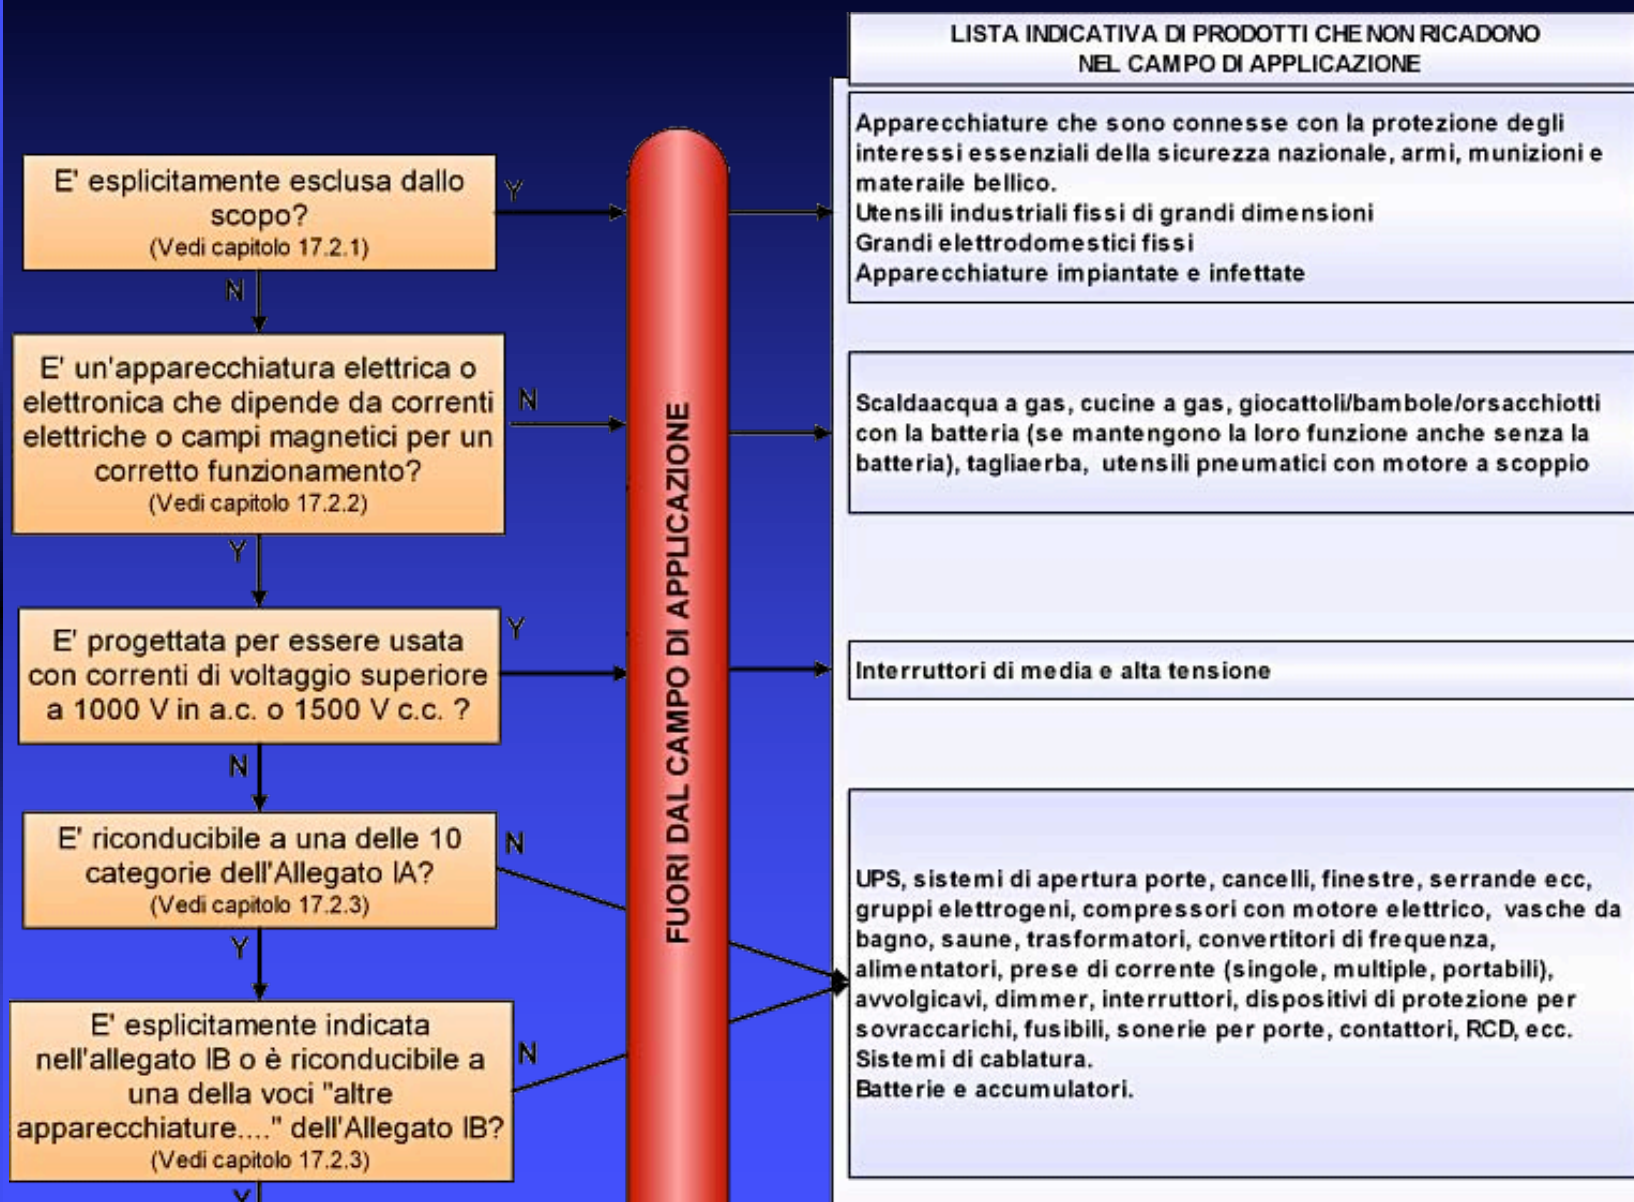 LISTA INDICATIVA DI PRODOTTI CHE NON RICADONO
NEL CAMPO DI APPLICAZIONE
E' esplicitamente esclusa dallo
scopo?
(Vedi capitolo 17.2.1)
Y
N
Apparecchiature che sono connesse con la protezione degli
interessi essenziali della sicurezza nazionale, armi, munizioni e
materaile bellico.
Utensili industriali fissi di grandi dimensioni
Grandi elettrodomestici fissi
Apparecchiature impiantate e infettate
E' un'apparecchiatura elettrica o
elettronica che dipende da correnti
elettriche o campi magnetici per un
corretto funzionamento?
(Vedi capitolo 17.2.2)
N
Y
Scaldaacqua a gas, cucine a gas, giocattoli/bambole/orsacchiotti
con la batteria (se mantengono la loro funzione anche senza la
batteria), tagliaerba, utensili pneumatici con motore a scoppio
FUORI DAL CAMPO DI APPLICAZIONE
E' progettata per essere usata
con correnti di voltaggio superiore
a 1000 V in a.c. o 1500 V c.c. ?
Y
N
Interruttori di media e alta tensione
E' riconducibile a una delle 10
categorie dell'Allegato IA?
(Vedi capitolo 17.2.3)
N
Y
E' esplicitamente indicata
nell'allegato IB o è riconducibile a
una della voci "altre
apparecchiature...." dell'Allegato IB?
(Vedi capitolo 17.2.3)
N
Y
UPS, sistemi di apertura porte, cancelli, finestre, serrande ecc,
gruppi elettrogeni, compressori con motore elettrico, vasche da
bagno, saune, trasformatori, convertitori di frequenza,
alimentatori, prese di corrente (singole, multiple, portabili),
avvolgicavi, dimmer, interruttori, dispositivi di protezione per
sovraccarichi, fusibili, sonerie per porte, contattori, RCD, ecc.
Sistemi di cablatura.
Batterie e accumulatori.